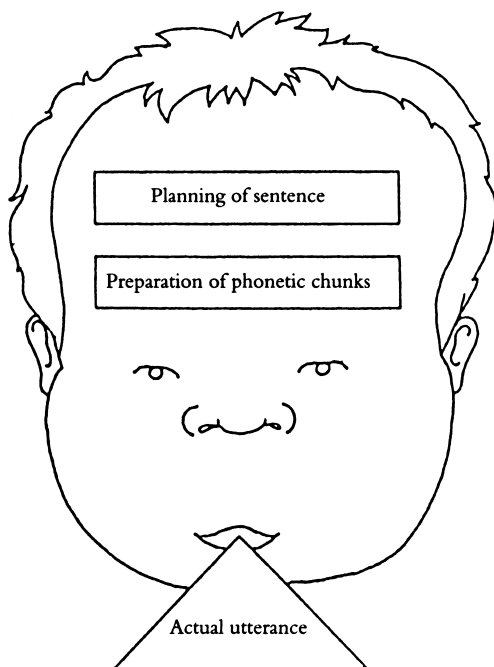 Planning of sentence
Preparation of phonetic chunks
Actual utterance